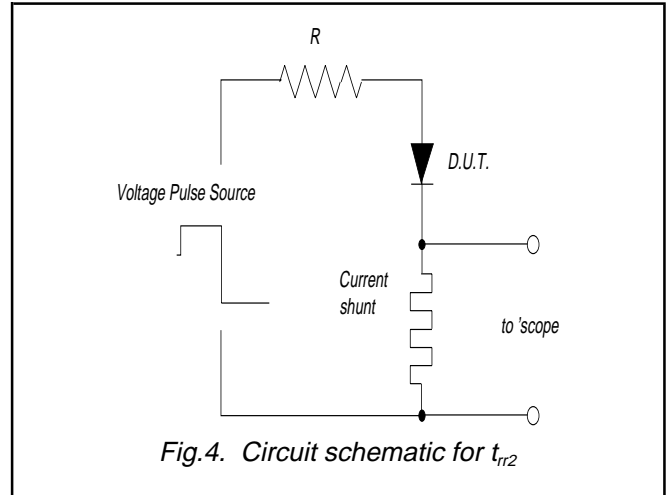 R
D.U.T.
Voltage Pulse Source
Current
shunt
to 'scope
Fig.4. Circuit schematic for trr2